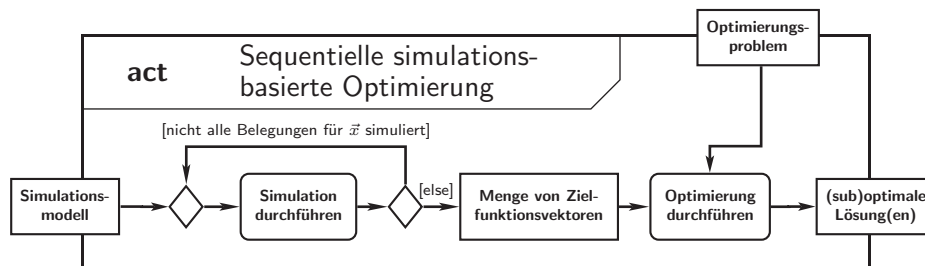 Optimierungs-
problem
act
Sequentielle simulations-
basierte Optimierung
[nicht alle Belegungen für x⃗ simuliert]
Simulations-
modell
Simulation
durchführen
[else]
Menge von Ziel-
funktionsvektoren
Optimierung
durchführen
(sub)optimale
Lösung(en)